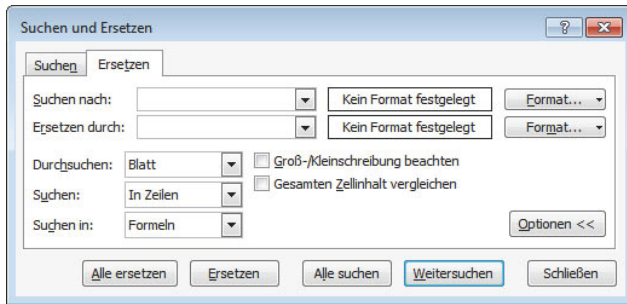 Suchen und Ersetzen
Suchen Ersetzen
Suchen nach: Kein Format festgelegt Format...
Ersetzen durch: Kein Format festgelegt Format...
Durchsuchen: Blatt Groß-/Kleinschreibung beachten
Gesamten Zellinhalt vergleichen
Suchen: In Zeilen
Suchen in: Formeln Optionen <<
Alle ersetzen Ersetzen Alle suchen Weitersuchen Schließen